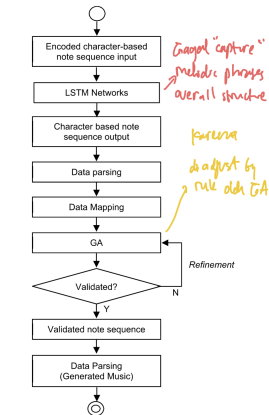 Encoded character-based
note sequence input
LSTM Networks
Character based note
sequence output
Data parsing
Data Mapping
GA
Refinement
Validated?
N
Y
Validated note sequence
Data Parsing
(Generated Music)
Gagal "capture"
melodic phrases
overall structure
karena
di adjust by
rule oleh GA